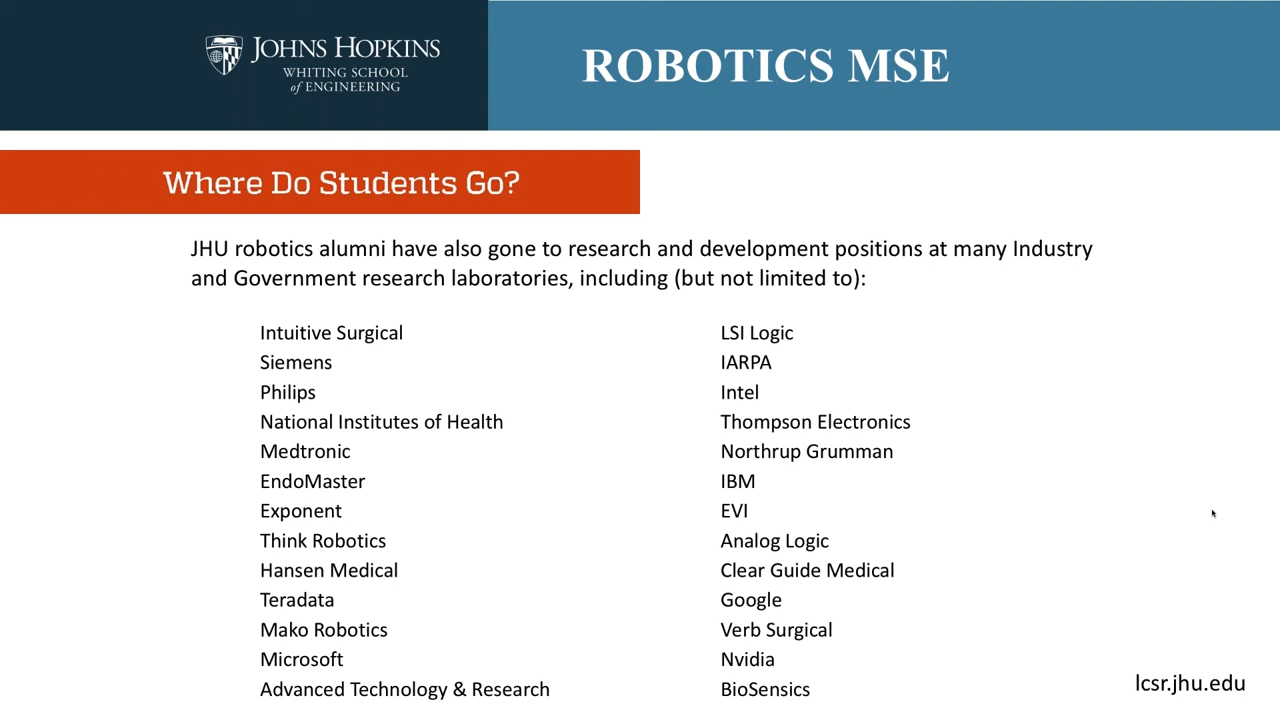 JOHNS HOPKINS
WHITING SCHOOL
of ENGINEERING
ROBOTICS MSE
Where Do Students Go?
JHU robotics alumni have also gone to research and development positions at many Industry
and Government research laboratories, including (but not limited to):
Intuitive Surgical
Siemens
Philips
National Institutes of Health
Medtronic
EndoMaster
Exponent
Think Robotics
Hansen Medical
Teradata
Mako Robotics
Microsoft
Advanced Technology & Research
LSI Logic
IARPA
Intel
Thompson Electronics
Northrup Grumman
IBM
EVI
Analog Logic
Clear Guide Medical
Google
Verb Surgical
Nvidia
BioSensics
lcsr.jhu.edu